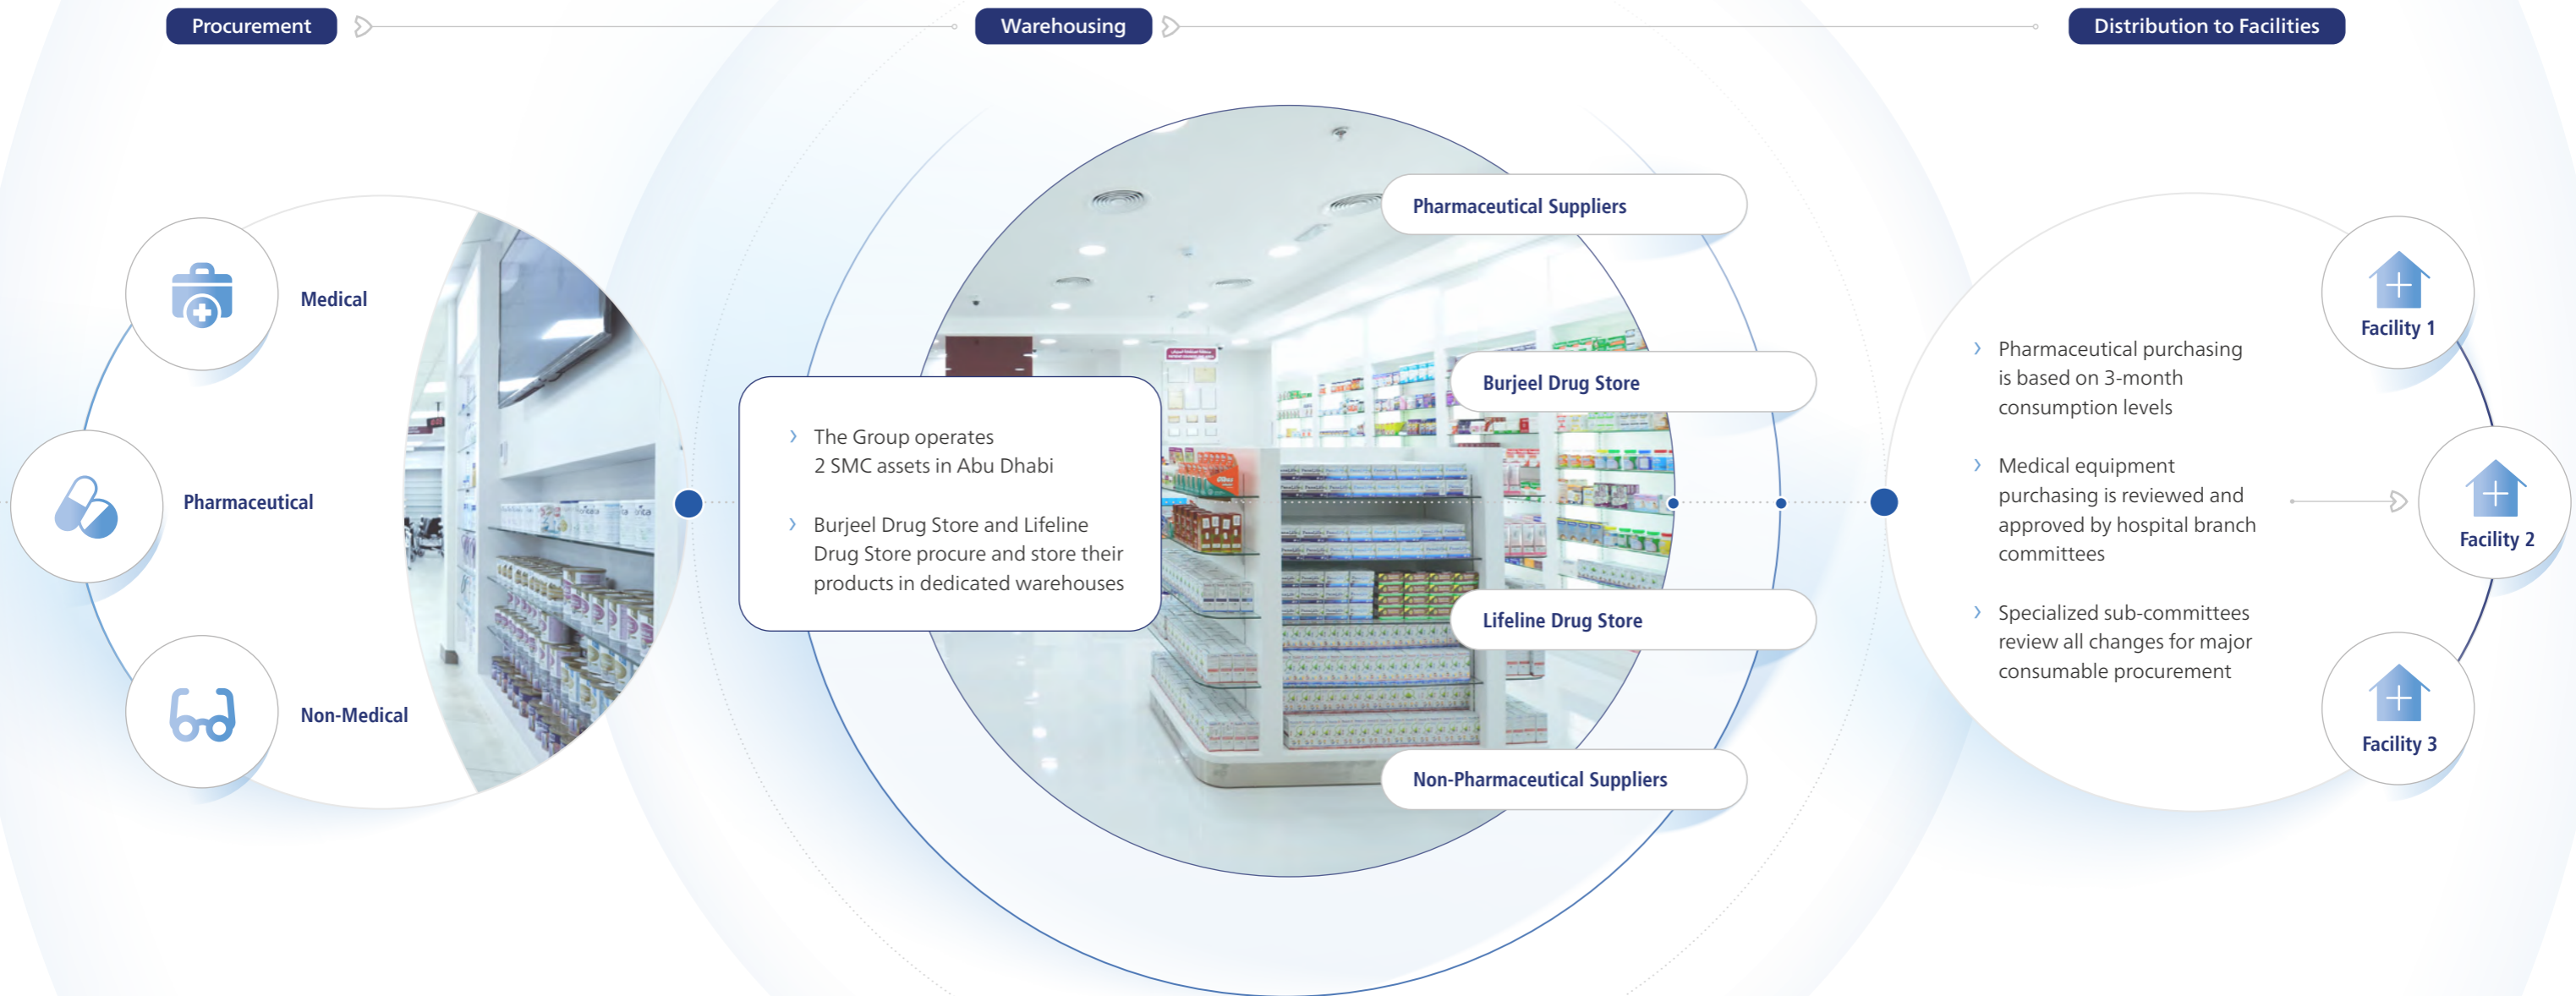 Procurement
Warehousing
Distribution to Facilities
Medical
Pharmaceutical
Non-Medical
The Group operates
2 SMC assets in Abu Dhabi
Burjeel Drug Store and Lifeline
Drug Store procure and store their
products in dedicated warehouses
Pharmaceutical Suppliers
Burjeel Drug Store
Lifeline Drug Store
Non-Pharmaceutical Suppliers
Pharmaceutical purchasing
is based on 3-month
consumption levels
Medical equipment
purchasing is reviewed and
approved by hospital branch
committees
Specialized sub-committees
review all changes for major
consumable procurement
Facility 1
Facility 2
Facility 3